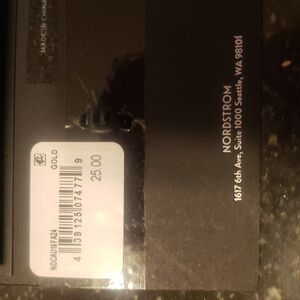 MADE IN CHINA
NORDSTROM
1617 6th Ave, Suite 1000 Seattle, WA 98101
GOLD
25.00
4 39125 07477 9
NOCAU16FA24